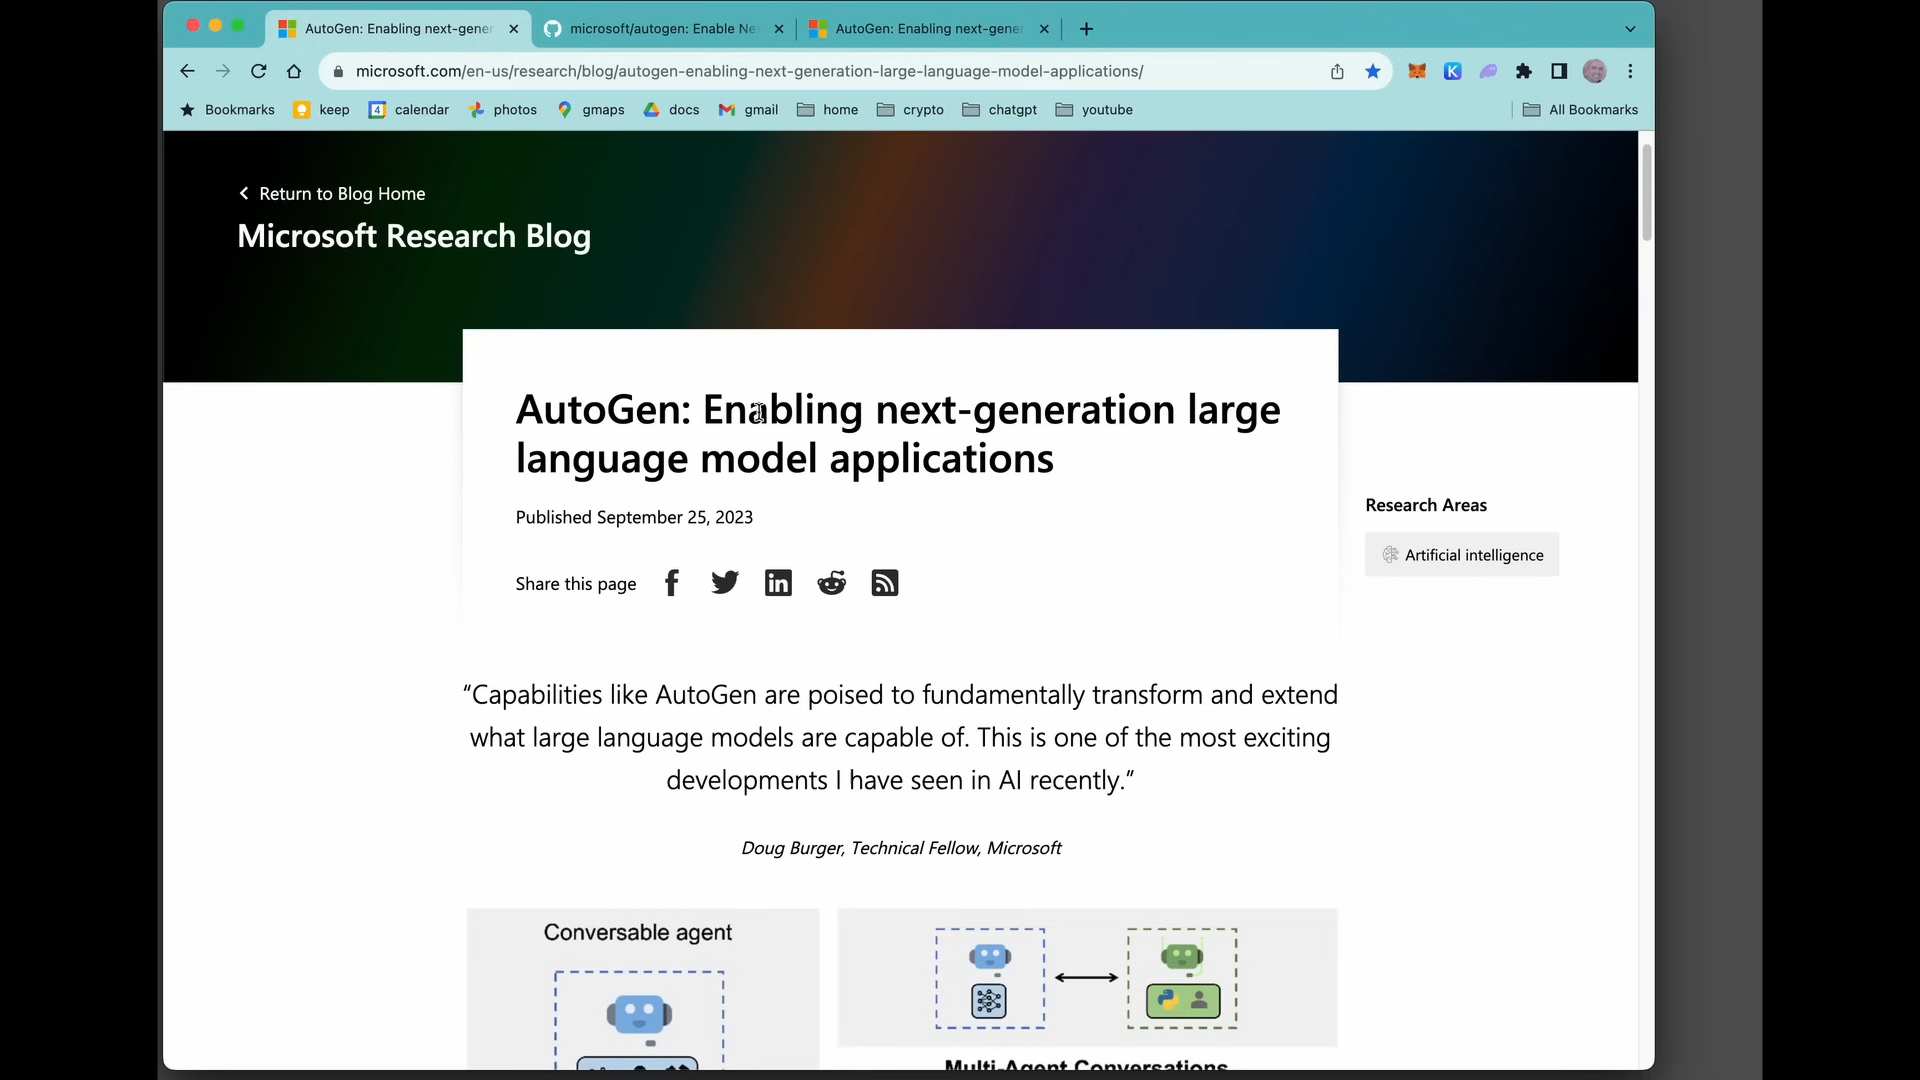 AutoGen: Enabling next-gener
microsoft/autogen: Enable Ne
AutoGen: Enabling next-gene
microsoft.com/en-us/research/blog/autogen-enabling-next-generation-large-language-model-applications/
Bookmarks keep calendar photos gmaps docs gmail home crypto chatgpt youtube All Bookmarks
Return to Blog Home
Microsoft Research Blog
AutoGen: Enabling next-generation large
language model applications
Published September 25, 2023
Share this page
Research Areas
Artificial intelligence
“Capabilities like AutoGen are poised to fundamentally transform and extend
what large language models are capable of. This is one of the most exciting
developments I have seen in AI recently.”
Doug Burger, Technical Fellow, Microsoft
Conversable agent
Multi-Agent Conversations